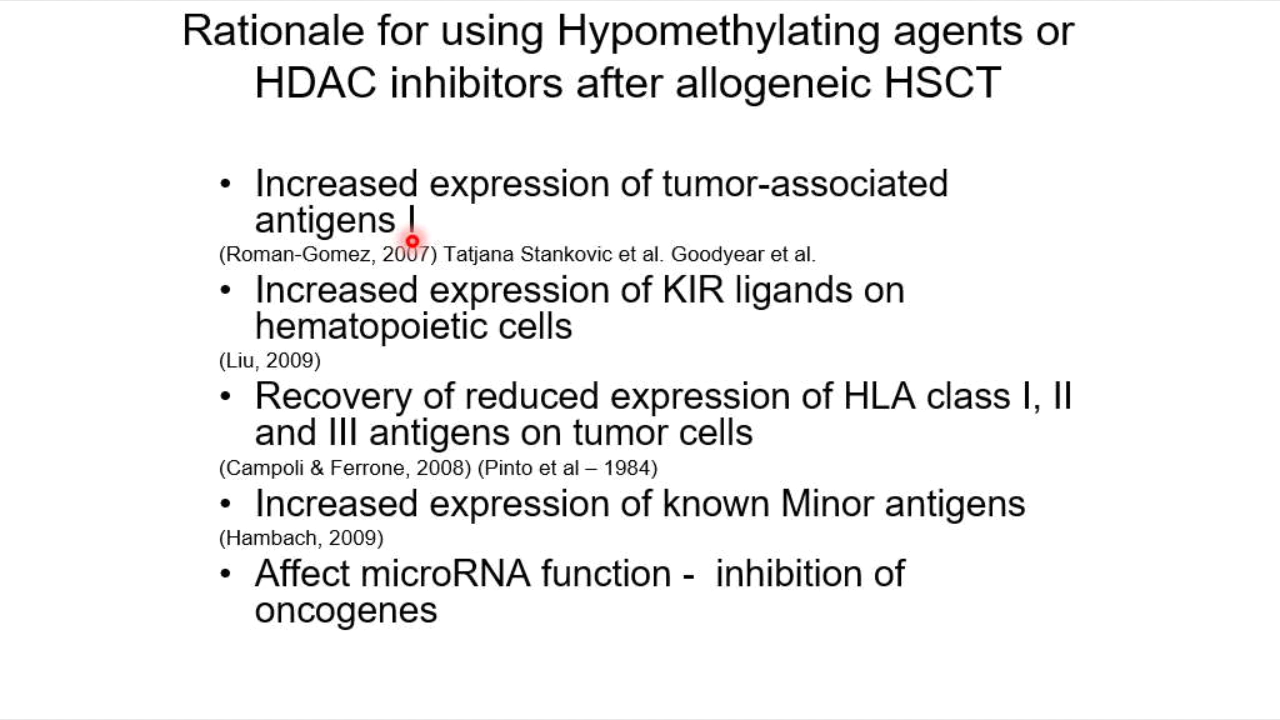 Rationale for using Hypomethylating agents or
HDAC inhibitors after allogeneic HSCT
• Increased expression of tumor-associated
antigens I
(Roman-Gomez, 2007) Tatjana Stankovic et al. Goodyear et al.
• Increased expression of KIR ligands on
hematopoietic cells
(Liu, 2009)
• Recovery of reduced expression of HLA class I, II
and III antigens on tumor cells
(Campoli & Ferrone, 2008) (Pinto et al – 1984)
• Increased expression of known Minor antigens
(Hambach, 2009)
• Affect microRNA function - inhibition of
oncogenes